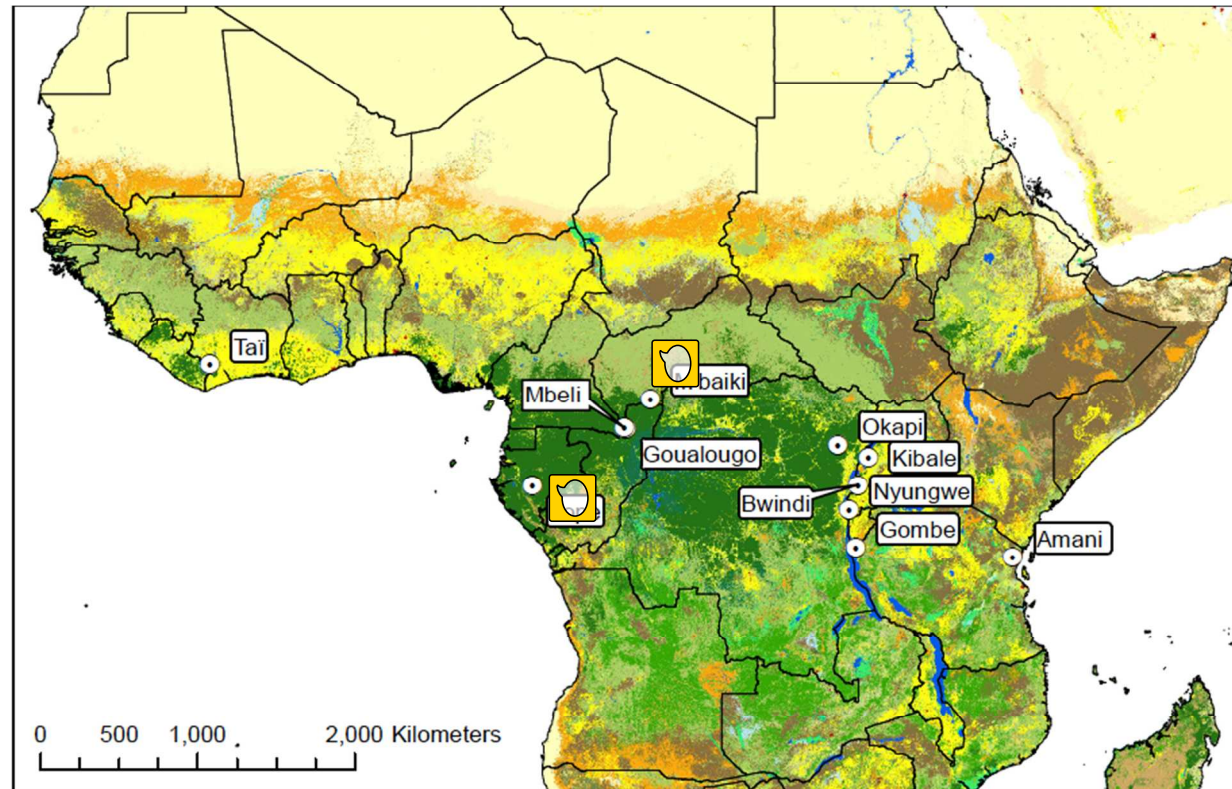 Taï
Mbeli
Goualougo
Okapi
Kibale
Bwindi
Nyungwe
Gombe
Amani
0 500 1,000 2,000 Kilometers